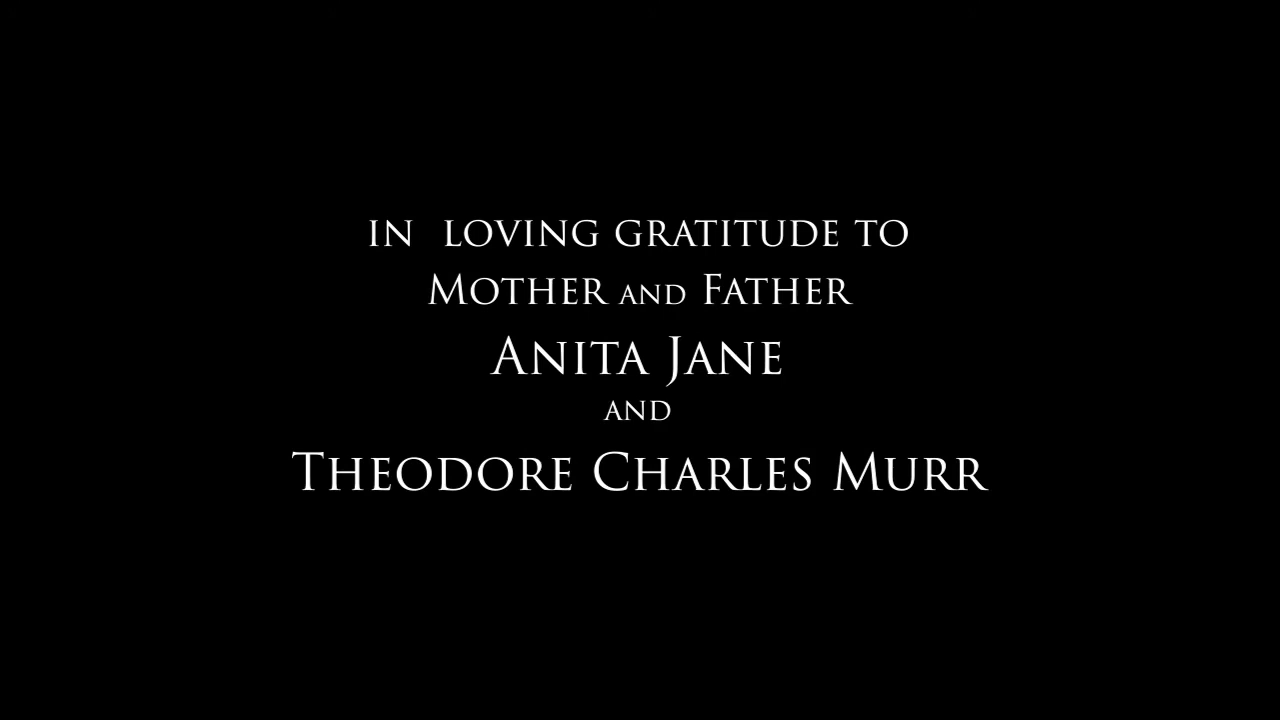 IN LOVING GRATITUDE TO
MOTHER AND FATHER
ANITA JANE
AND
THEODORE CHARLES MURR